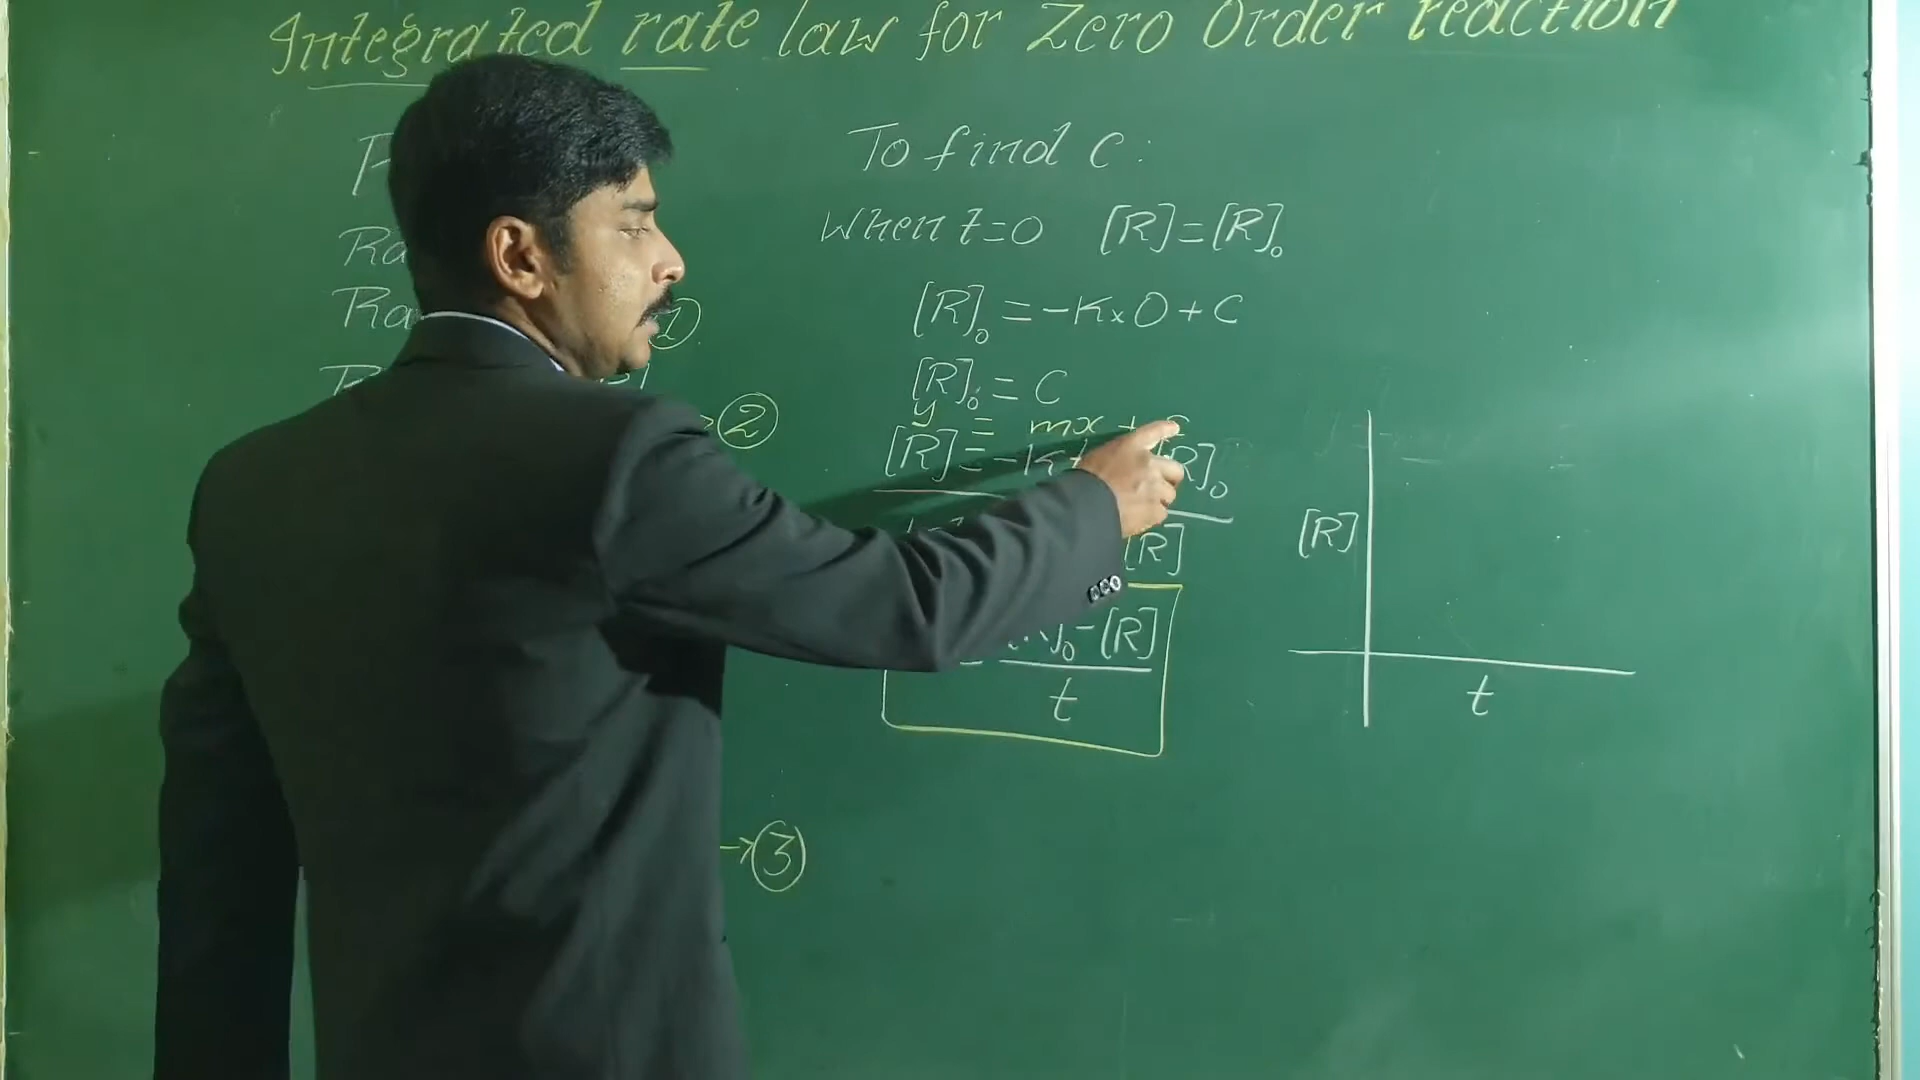 Integrated rate law for Zero Order reaction
To find C:
When t=0 [R]=[R]₀
[R]₀ = -K×0+C
[R]₀ = C
y = mx + c
[R] = -Kt [R]₀
[R]
[R]₀-[R]
t
①
②
→③
[R]
t